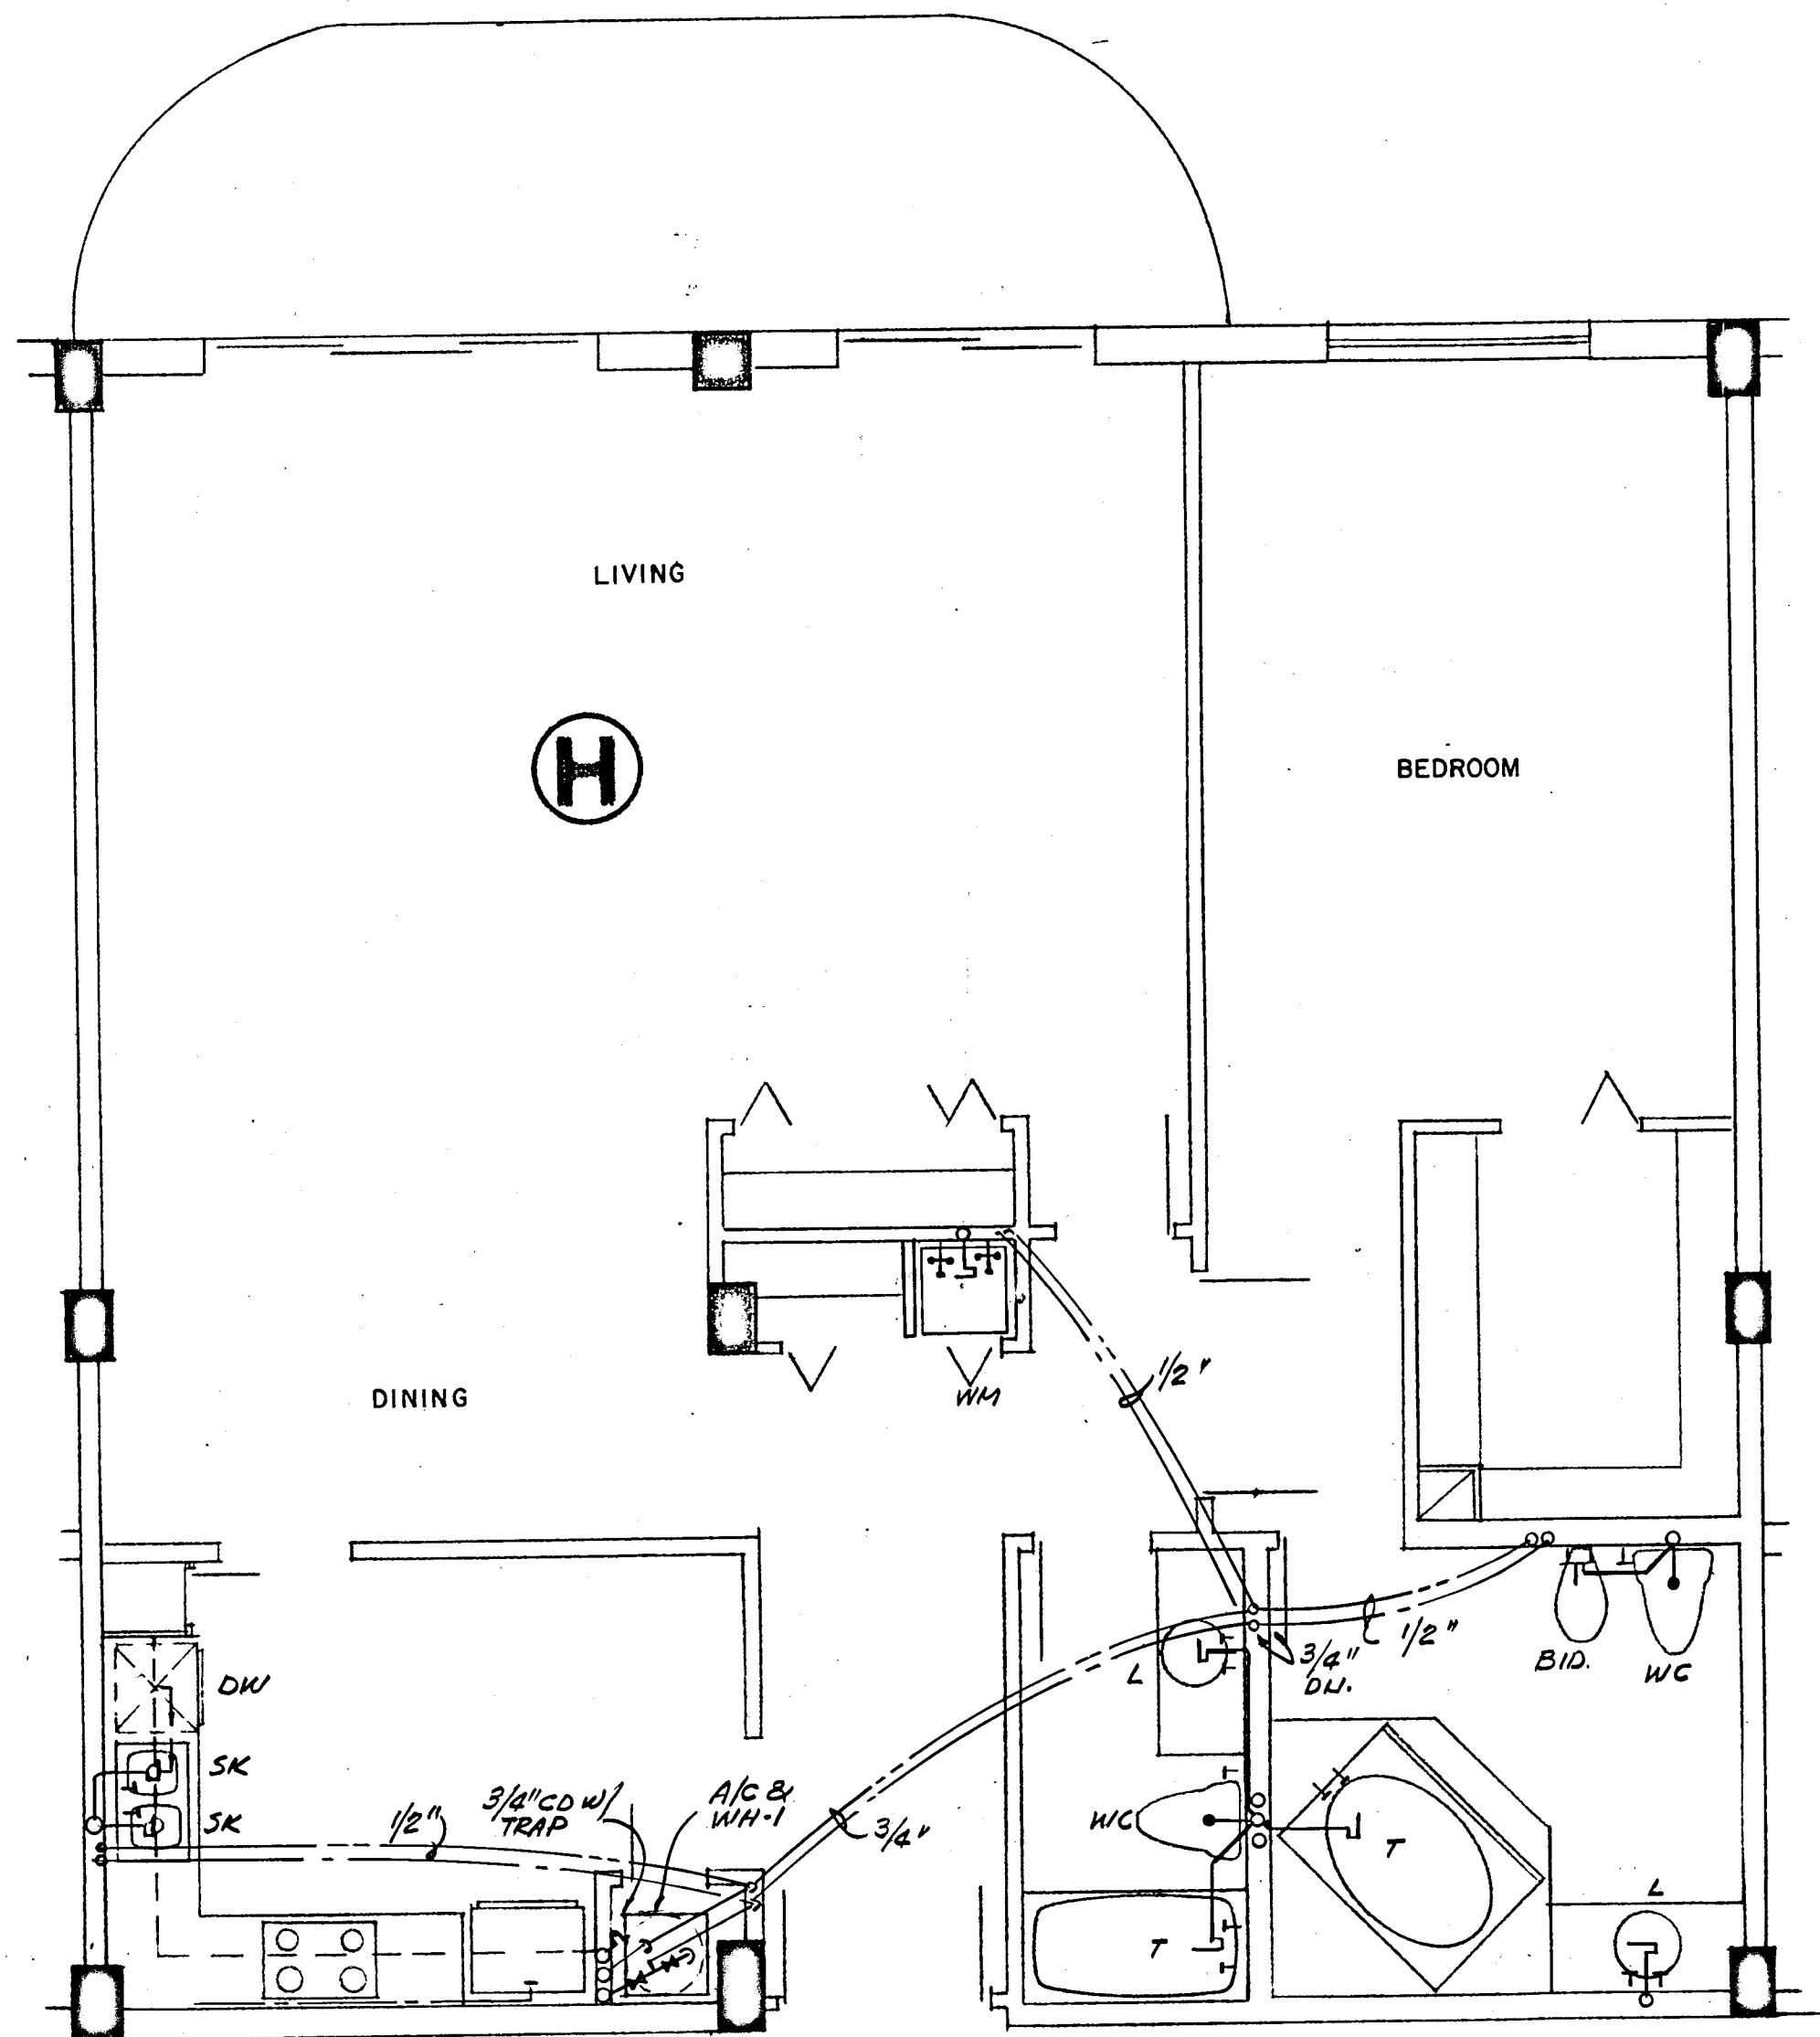 LIVING
H
BEDROOM
1/2"
WM
DINING
1/2"
3/4"
DN.
BID.
WC
L
DW
SK
SK
1/2"
3/4" CD W/
TRAP
A/C &
WH-1
3/4"
WC
T
T
L